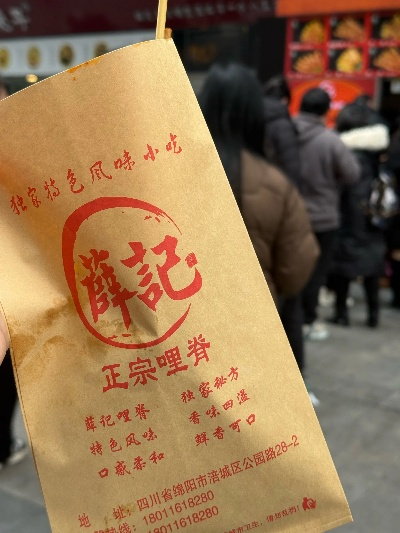 独家特色风味小吃
薛記
正宗哩脊
薛记哩脊 独家秘方
特色风味 香味四溢
口感柔和 鲜香可口
地 址:四川省绵阳市涪城区公园路28-2
热线:18011618280
18011618280